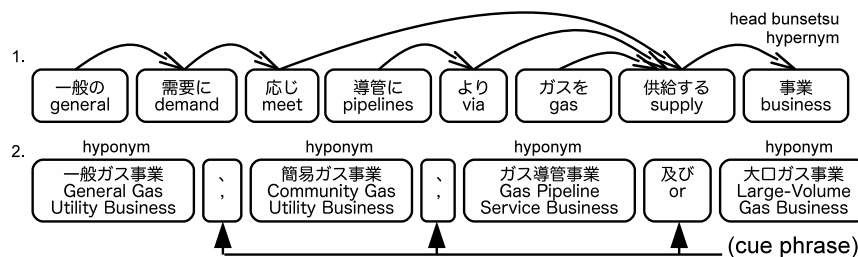 head bunsetsu
hypernym
1.
一般の 需要に 応じ 導管に より ガスを 供給する 事業
general demand meet pipelines via gas supply business
hyponym hyponym hyponym hyponym
2.
一般ガス事業 、 簡易ガス事業 、 ガス導管事業 及び 大口ガス事業
General Gas , Community Gas , Gas Pipeline or Large-Volume
Utility Business Utility Business Service Business Gas Business
(cue phrase)